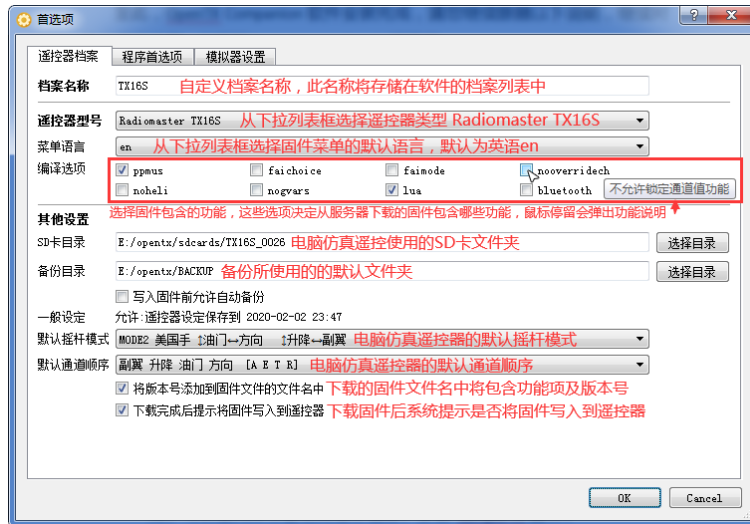 首选项
遥控器档案 程序首选项 模拟器设置
档案名称 TX16S 自定义档案名称，此名称将存储在软件的档案列表中
遥控器型号 Radiomaster TX16S 从下拉列表框选择遥控器类型 Radiomaster TX16S
菜单语言 en 从下拉列表框选择固件菜单的默认语言，默认为英语en
编译选项 ppmus faichoice faimode nooverridech
noheli nogvars lua bluetooth 不允许锁定通道值功能
选择固件包含的功能，这些选项决定从服务器下载的固件包含哪些功能，鼠标停留会弹出功能说明
其他设置
SD卡目录 E:/opentx/sdcards/TX16S_0026 电脑仿真遥控使用的SD卡文件夹 选择目录
备份目录 E:/opentx/BACKUP 备份所使用的的默认文件夹 选择目录
写入固件前允许自动备份
一般设定 允许:遥控器设定保存到 2020-02-02 23:47
默认摇杆模式 MODE2 美国手 ↕油门↔方向 ↕升降↔副翼 电脑仿真遥控器的默认摇杆模式
默认通道顺序 副翼 升降 油门 方向 [A E T R] 电脑仿真遥控器的默认通道顺序
将版本号添加到固件文件的文件名中 下载的固件文件名中将包含功能项及版本号
下载完成后提示将固件写入到遥控器 下载固件后系统提示是否将固件写入到遥控器
OK Cancel